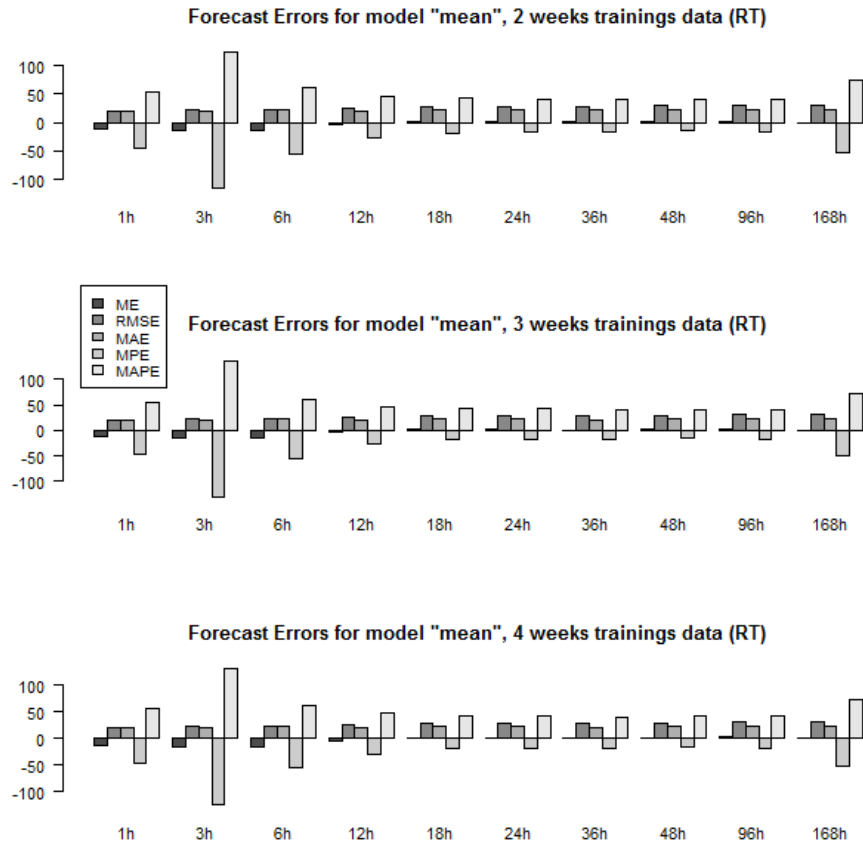 Forecast Errors for model "mean", 2 weeks trainings data (RT)
100
50
0
-50
-100
1h 3h 6h 12h 18h 24h 36h 48h 96h 168h
ME
RMSE
MAE
MPE
MAPE
Forecast Errors for model "mean", 3 weeks trainings data (RT)
100
50
0
-50
-100
1h 3h 6h 12h 18h 24h 36h 48h 96h 168h
Forecast Errors for model "mean", 4 weeks trainings data (RT)
100
50
0
-50
-100
1h 3h 6h 12h 18h 24h 36h 48h 96h 168h